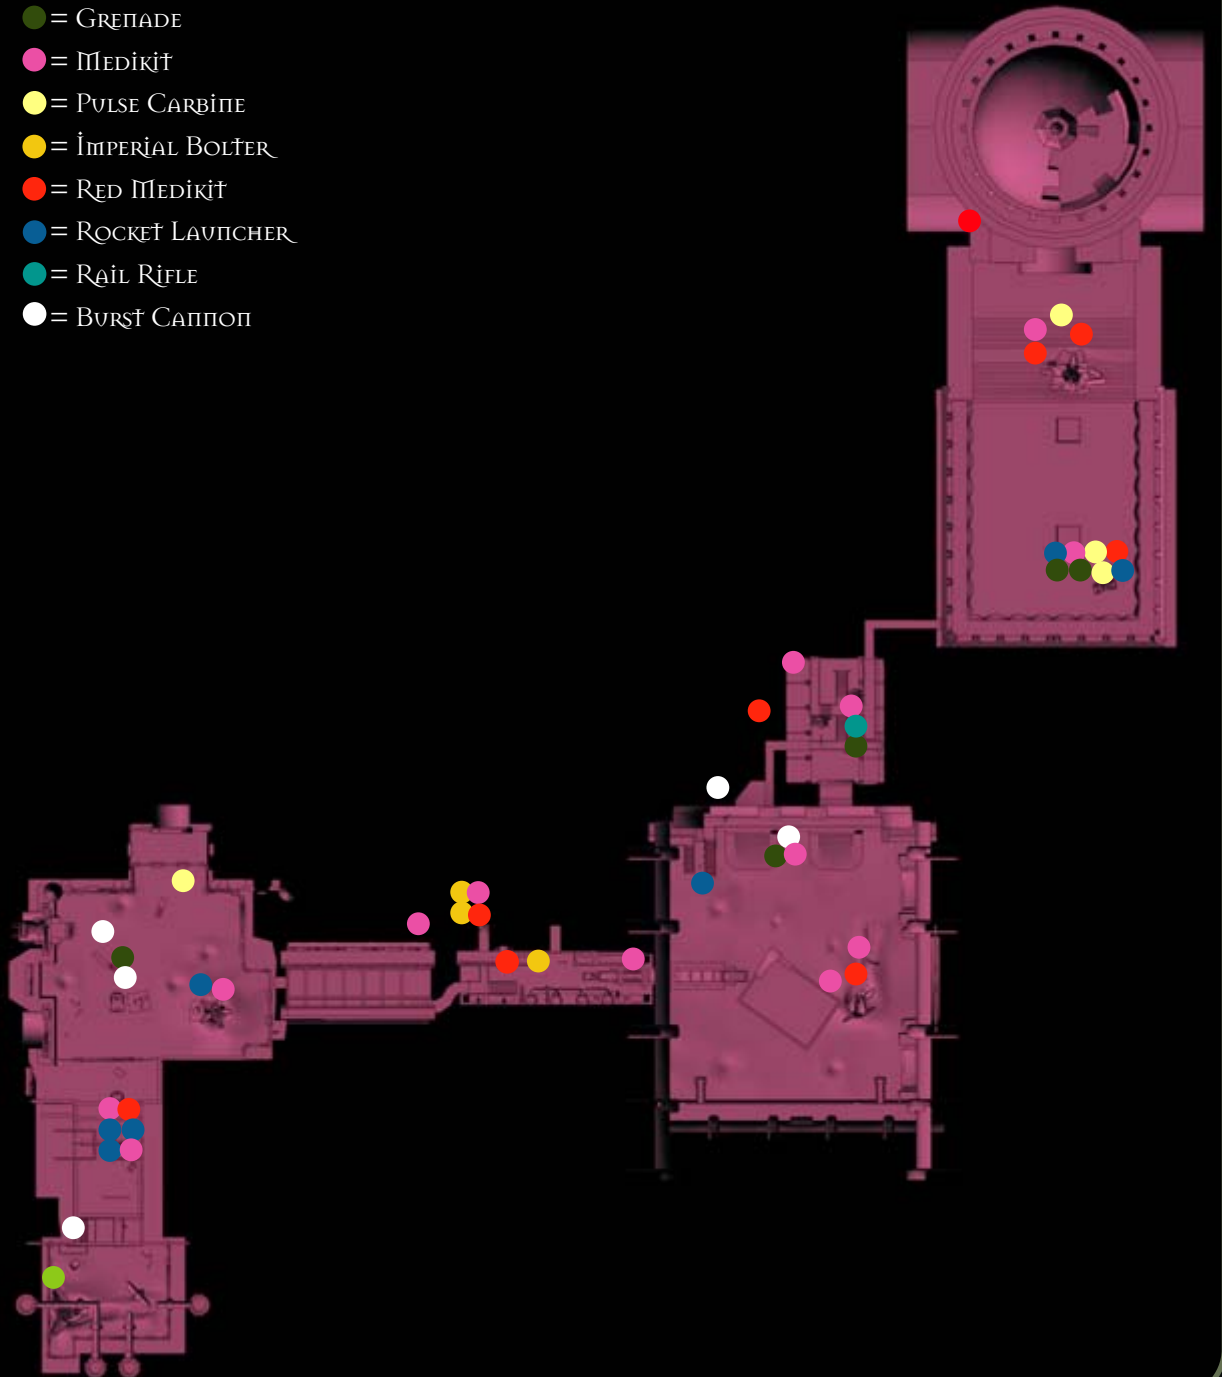 = Grenade
= Medikit
= Pulse Carbine
= Imperial Bolter
= Red Medikit
= Rocket Launcher
= Rail Rifle
= Burst Cannon